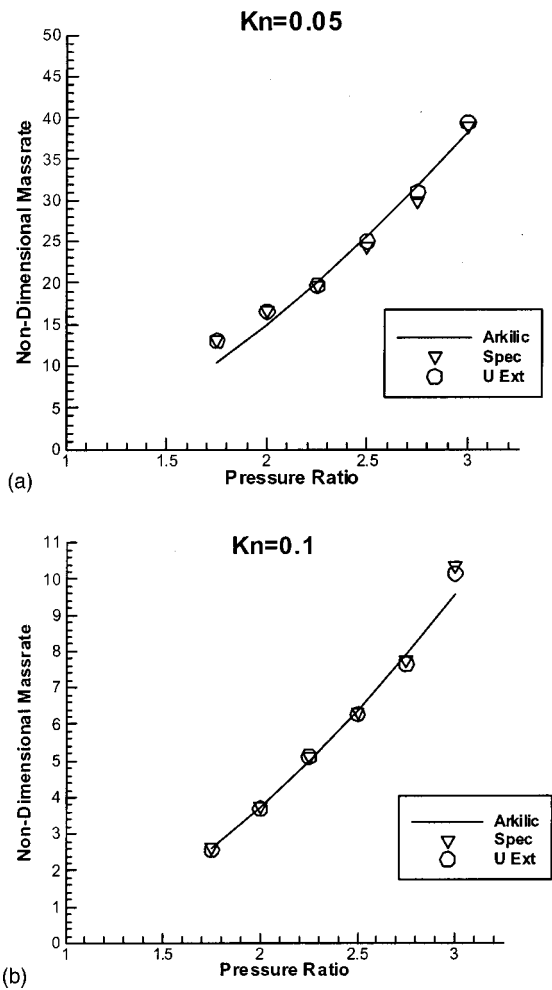 Kn=0.05
50
45
40
35
30
25
20
15
10
5
0
Non-Dimensional Massrate
Arkilic
Spec
U Ext
1
1.5
2
2.5
3
Pressure Ratio
(a)
Kn=0.1
11
10
9
8
7
6
5
4
3
2
1
0
Non-Dimensional Massrate
Arkilic
Spec
U Ext
1
1.5
2
2.5
3
Pressure Ratio
(b)